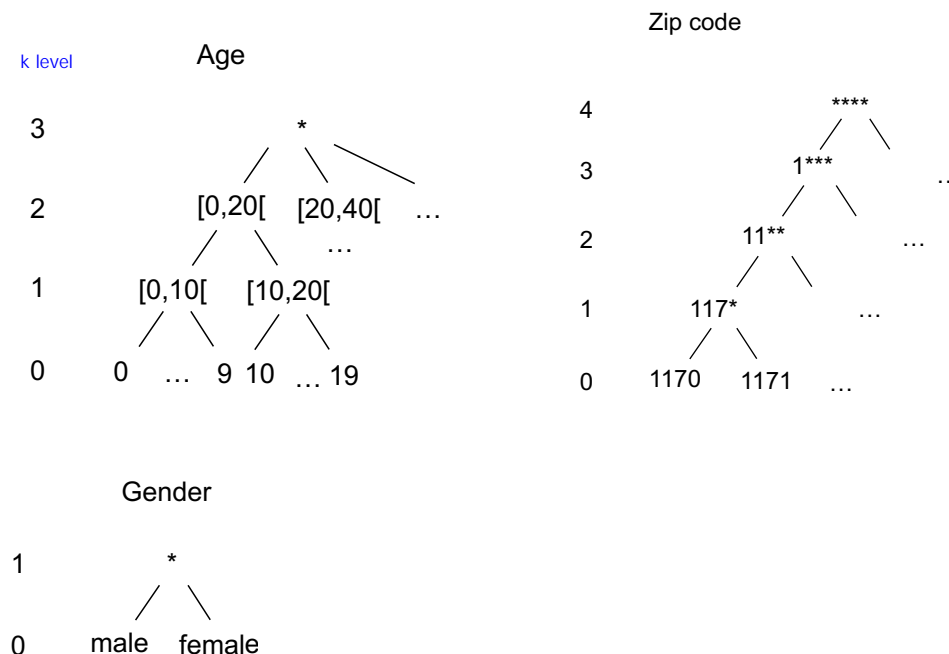 Zip code
k level
Age
3
*
2
[0,20[ [20,40[ …
…
1
[0,10[ [10,20[
0
0 … 9 10 … 19
4
****
3
1***
..
2
11**
…
1
117*
…
0
1170 1171 …
Gender
1
*
0
male female